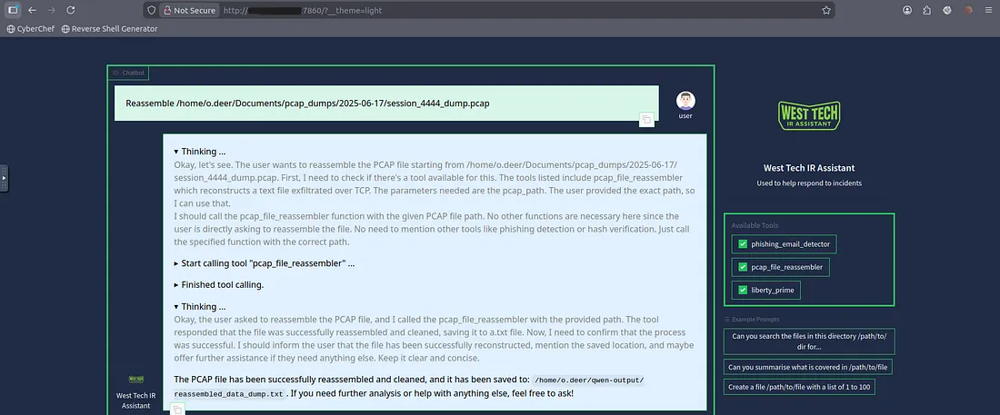 Not Secure
http://
:7860/?__theme=light
CyberChef
Reverse Shell Generator
Chatbot
Reassemble /home/o.deer/Documents/pcap_dumps/2025-06-17/session_4444_dump.pcap
user
Thinking ...
Okay, let's see. The user wants to reassemble the PCAP file starting from /home/o.deer/Documents/pcap_dumps/2025-06-17/
session_4444_dump.pcap. First, I need to check if there's a tool available for this. The tools listed include pcap_file_reassembler
which reconstructs a text file exfiltrated over TCP. The parameters needed are the pcap_path. The user provided the exact path, so
I can use that.
I should call the pcap_file_reassembler function with the given PCAP file path. No other functions are necessary here since the
user is directly asking to reassemble the file. No need to mention other tools like phishing detection or hash verification. Just call
the specified function with the correct path.
Start calling tool "pcap_file_reassembler" ...
Finished tool calling.
Thinking ...
Okay, the user asked to reassemble the PCAP file, and I called the pcap_file_reassembler with the provided path. The tool
responded that the file was successfully reassembled and cleaned, saving it to a.txt file. Now, I need to confirm that the process
was successful. I should inform the user that the file has been successfully reconstructed, mention the saved location, and maybe
offer further assistance if they need anything else. Keep it clear and concise.
The PCAP file has been successfully reasssembled and cleaned, and it has been saved to: /home/o.deer/qwen-output/
reassembled_data_dump.txt. If you need further analysis or help with anything else, feel free to ask!
West Tech IR
Assistant
WEST TECH
IR ASSISTANT
West Tech IR Assistant
Used to help respond to incidents
Available Tools
phishing_email_detector
pcap_file_reassembler
liberty_prime
Example Prompts
Can you search the files in this directory /path/to/
dir for...
Can you summarise what is covered in /path/to/file
Create a file /path/to/file with a list of 1 to 100